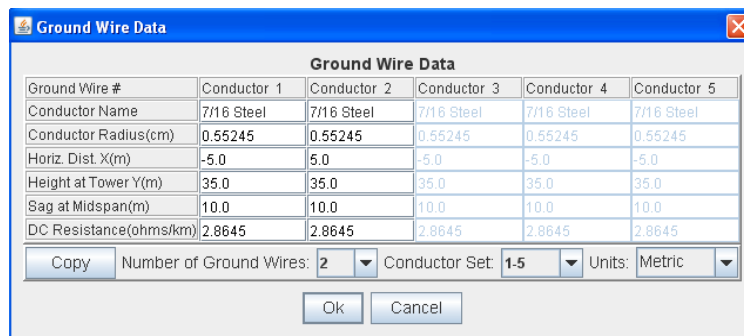 Ground Wire Data
Ground Wire Data
Ground Wire # Conductor 1 Conductor 2 Conductor 3 Conductor 4 Conductor 5
Conductor Name 7/16 Steel 7/16 Steel 7/16 Steel 7/16 Steel 7/16 Steel
Conductor Radius(cm) 0.55245 0.55245 0.55245 0.55245 0.55245
Horiz. Dist. X(m) -5.0 5.0 -5.0 -5.0 -5.0
Height at Tower Y(m) 35.0 35.0 35.0 35.0 35.0
Sag at Midspan(m) 10.0 10.0 10.0 10.0 10.0
DC Resistance(ohms/km) 2.8645 2.8645 2.8645 2.8645 2.8645
Copy Number of Ground Wires: 2 Conductor Set: 1-5 Units: Metric
Ok Cancel